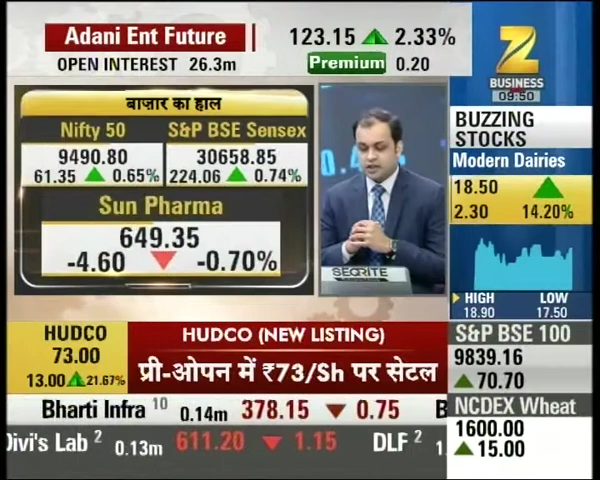 Adani Ent Future
OPEN INTEREST 26.3m
123.15 2.33%
Premium 0.20
Z
BUSINESS
09:50
बाज़ार का हाल
Nifty 50
9490.80
61.35 0.65%
S&P BSE Sensex
30658.85
224.06 0.74%
Sun Pharma
649.35
-4.60 -0.70%
SEQRITE
BUZZING
STOCKS
Modern Dairies
18.50
2.30 14.20%
HIGH LOW
18.90 17.50
HUDCO
73.00
13.00 21.67%
HUDCO (NEW LISTING)
प्री-ओपन में ₹73/Sh पर सेटल
S&P BSE 100
9839.16
70.70
NCDEX Wheat
1600.00
15.00
Bharti Infra 10 0.14m 378.15 0.75 B
Divi's Lab 2 0.13m 611.20 1.15 DLF 2 1.